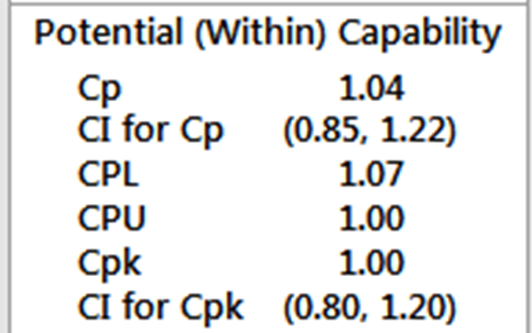 Potential (Within) Capability
Cp 1.04
CI for Cp (0.85, 1.22)
CPL 1.07
CPU 1.00
Cpk 1.00
CI for Cpk (0.80, 1.20)